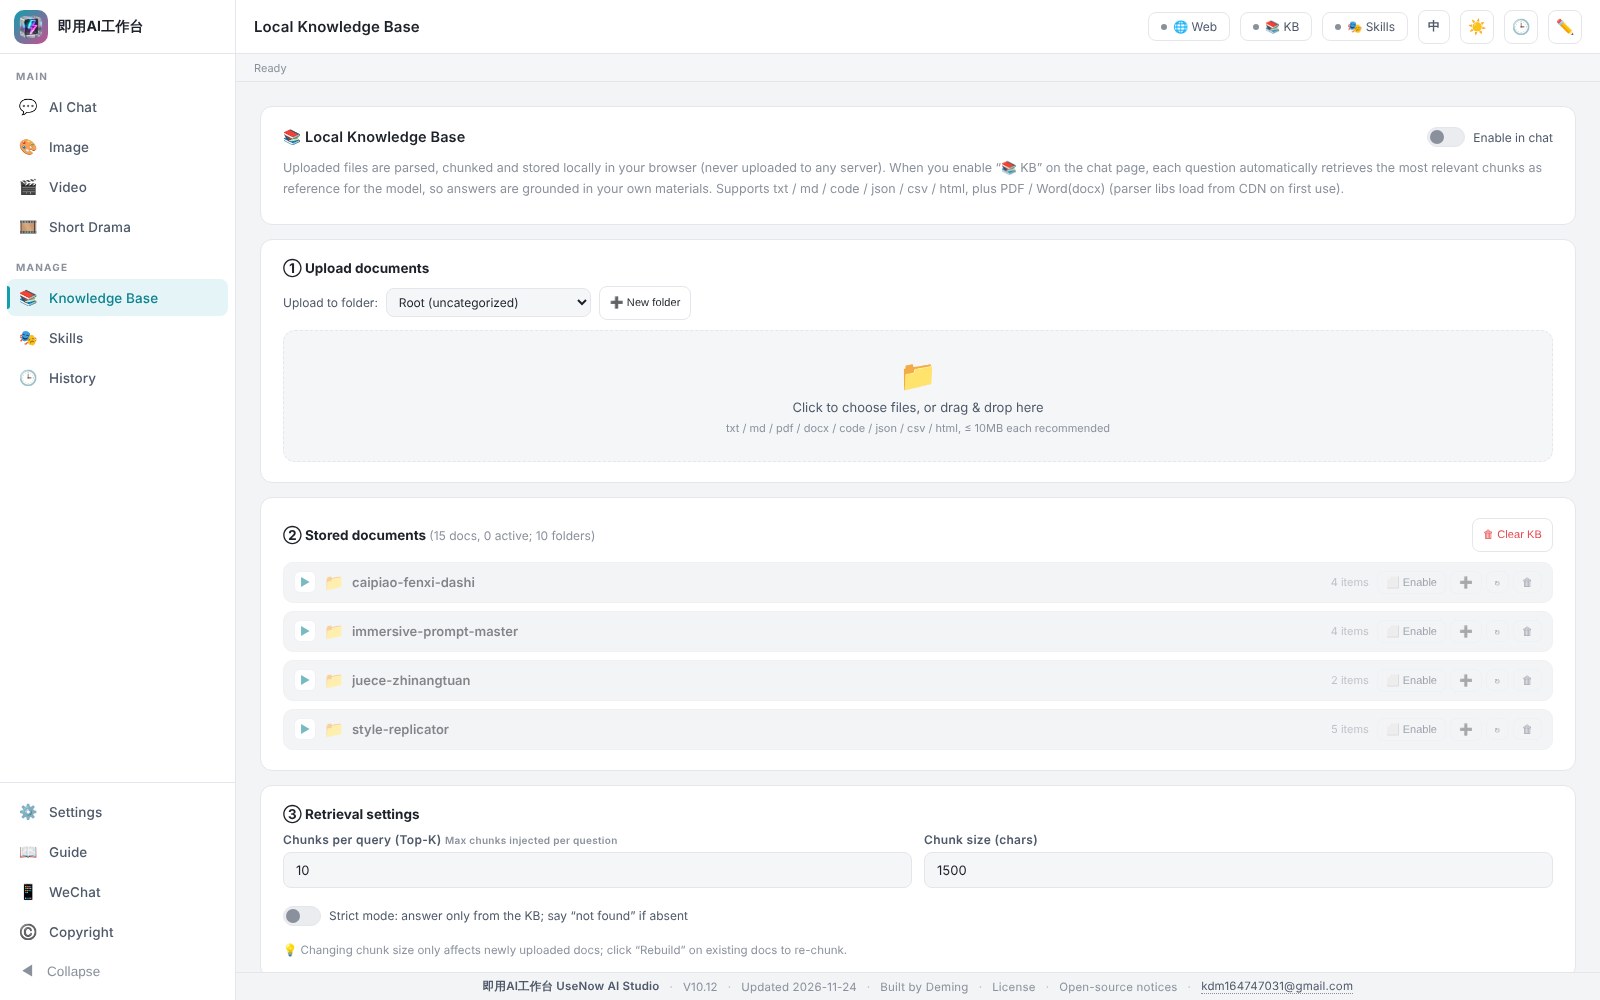 即用AI工作台
MAIN
AI Chat
Image
Video
Short Drama
MANAGE
Knowledge Base
Skills
History
Settings
Guide
WeChat
Copyright
Collapse
Local Knowledge Base
Web
KB
Skills
中
Ready
Local Knowledge Base
Enable in chat
Uploaded files are parsed, chunked and stored locally in your browser (never uploaded to any server). When you enable “📚 KB” on the chat page, each question automatically retrieves the most relevant chunks as
reference for the model, so answers are grounded in your own materials. Supports txt / md / code / json / csv / html, plus PDF / Word(docx) (parser libs load from CDN on first use).
① Upload documents
Upload to folder: Root (uncategorized) ➕ New folder
Click to choose files, or drag & drop here
txt / md / pdf / docx / code / json / csv / html, ≤ 10MB each recommended
② Stored documents (15 docs, 0 active; 10 folders)
Clear KB
caipiao-fenxi-dashi 4 items Enable
immersive-prompt-master 4 items Enable
juece-zhinangtuan 2 items Enable
style-replicator 5 items Enable
③ Retrieval settings
Chunks per query (Top-K) Max chunks injected per question
10
Chunk size (chars)
1500
Strict mode: answer only from the KB; say “not found” if absent
💡 Changing chunk size only affects newly uploaded docs; click “Rebuild” on existing docs to re-chunk.
即用AI工作台 UseNow AI Studio · V10.12 · Updated 2026-11-24 · Built by Deming · License · Open-source notices · kdm164747031@gmail.com